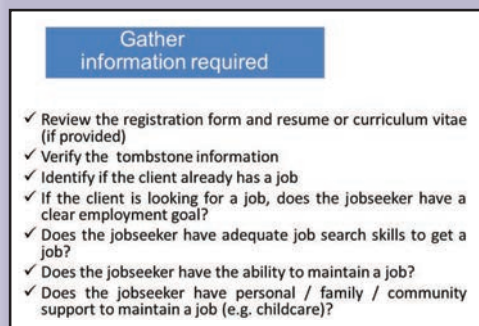 Gather
information required
✓ Review the registration form and resume or curriculum vitae
(if provided)
✓ Verify the tombstone information
✓ Identify if the client already has a job
✓ If the client is looking for a job, does the jobseeker have a
clear employment goal?
✓ Does the jobseeker have adequate job search skills to get a
job?
✓ Does the jobseeker have the ability to maintain a job?
✓ Does the jobseeker have personal / family / community
support to maintain a job (e.g. childcare)?